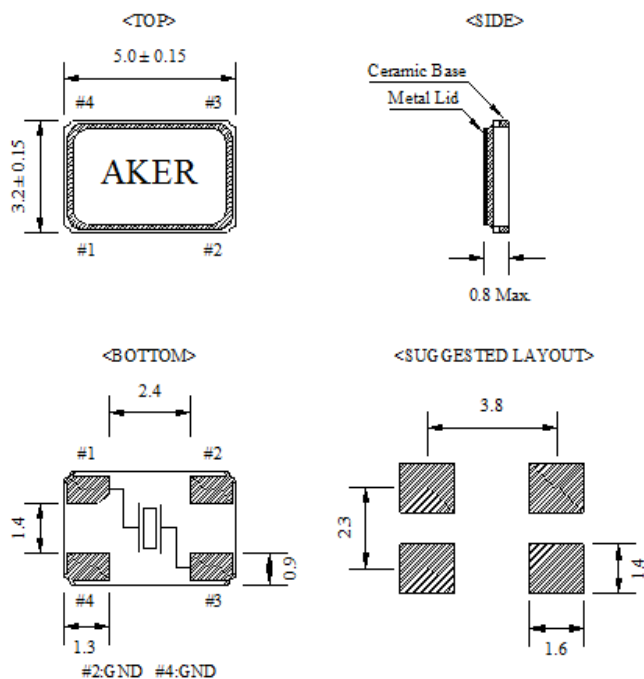 <TOP>
5.0 ± 0.15
#4 #3
3.2 ± 0.15
AKER
#1 #2
<SIDE>
Ceramic Base
Metal Lid
0.8 Max.
<BOTTOM>
2.4
#1 #2
1.4
0.9
#4 #3
1.3
#2:GND #4:GND
<SUGGESTED LAYOUT>
3.8
2.3
1.4
1.6